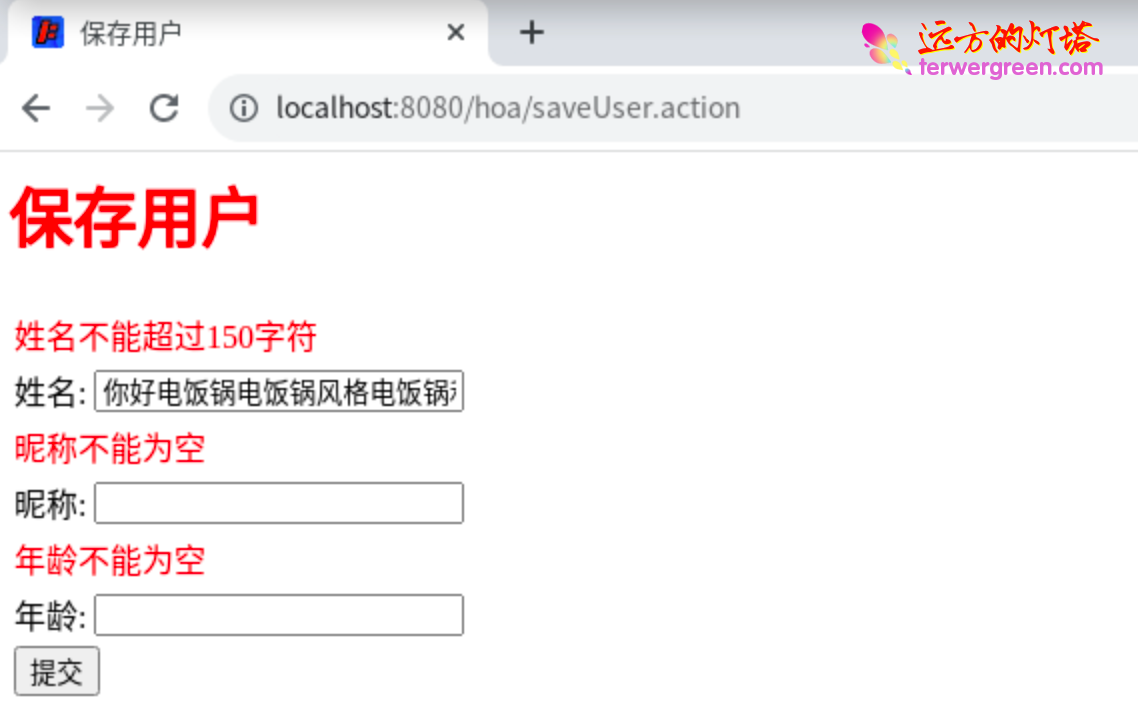 保存用户
远方的灯塔
terwergreen.com
localhost:8080/hoa/saveUser.action
保存用户
姓名不能超过150字符
姓名: 你好电饭锅电饭锅风格电饭锅
昵称不能为空
昵称:
年龄不能为空
年龄:
提交